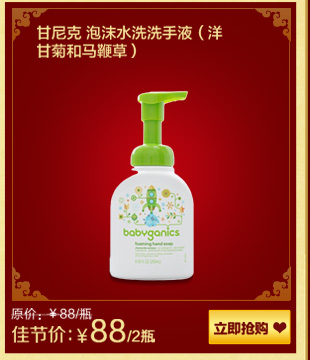 甘尼克 泡沫水洗洗手液（洋
甘菊和马鞭草）
babyganics
foaming hand soap
原价：￥88/瓶
佳节价：￥88/2瓶
立即抢购